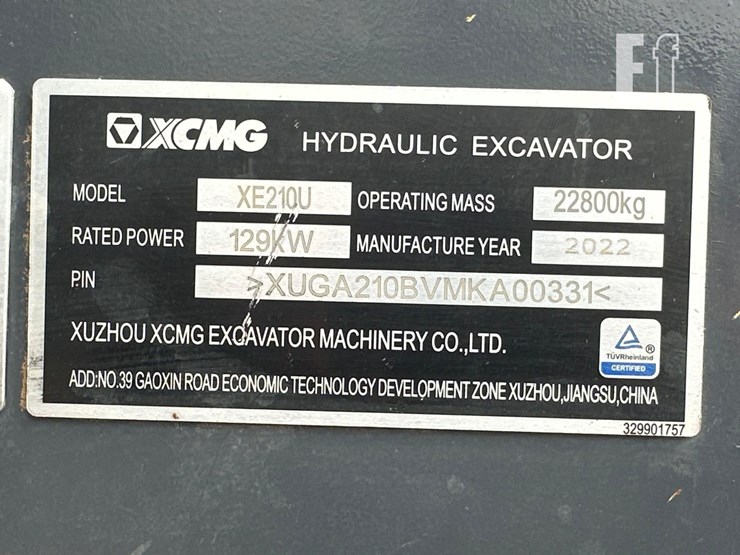 Ff
XCMG HYDRAULIC EXCAVATOR
MODEL XE210U OPERATING MASS 22800kg
RATED POWER 129kW MANUFACTURE YEAR 2022
PIN >XUGA210BVMKA00331<
XUZHOU XCMG EXCAVATOR MACHINERY CO.,LTD.
TÜVRheinland
CERTIFIED
ADD:NO.39 GAOXIN ROAD ECONOMIC TECHNOLOGY DEVELOPMENT ZONE XUZHOU,JIANGSU,CHINA
329901757